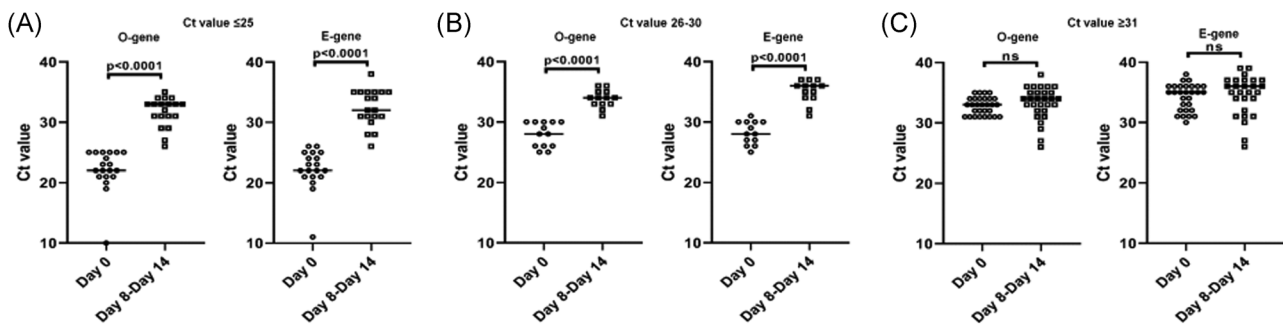 (A)
Ct value ≤25
O-gene
p<0.0001
Ct value
40
30
20
10
Day 0
Day 8-Day 14
E-gene
p<0.0001
Ct value
40
30
20
10
Day 0
Day 8-Day 14
(B)
Ct value 26-30
O-gene
p<0.0001
Ct value
40
30
20
10
Day 0
Day 8-Day 14
E-gene
p<0.0001
Ct value
40
30
20
10
Day 0
Day 8-Day 14
(C)
Ct value ≥31
O-gene
ns
Ct value
40
30
20
10
Day 0
Day 8-Day 14
E-gene
ns
Ct value
40
30
20
10
Day 0
Day 8-Day 14